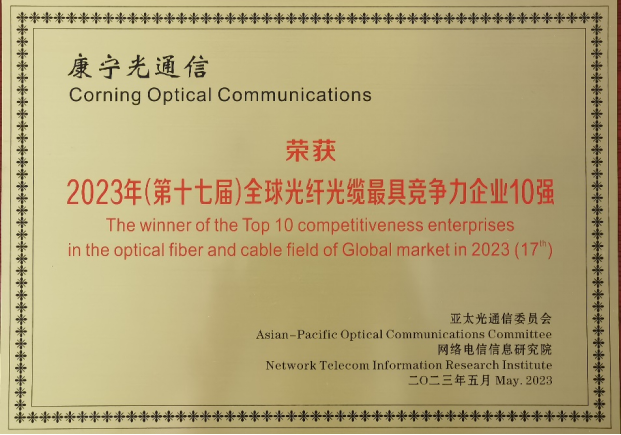 康宁光通信
Corning Optical Communications
荣获
2023年(第十七届)全球光纤光缆最具竞争力企业10强
The winner of the Top 10 competitiveness enterprises
in the optical fiber and cable field of Global market in 2023 (17th)
亚太光通信委员会
Asian-Pacific Optical Communications Committee
网络电信信息研究院
Network Telecom Information Research Institute
二〇二三年五月 May. 2023